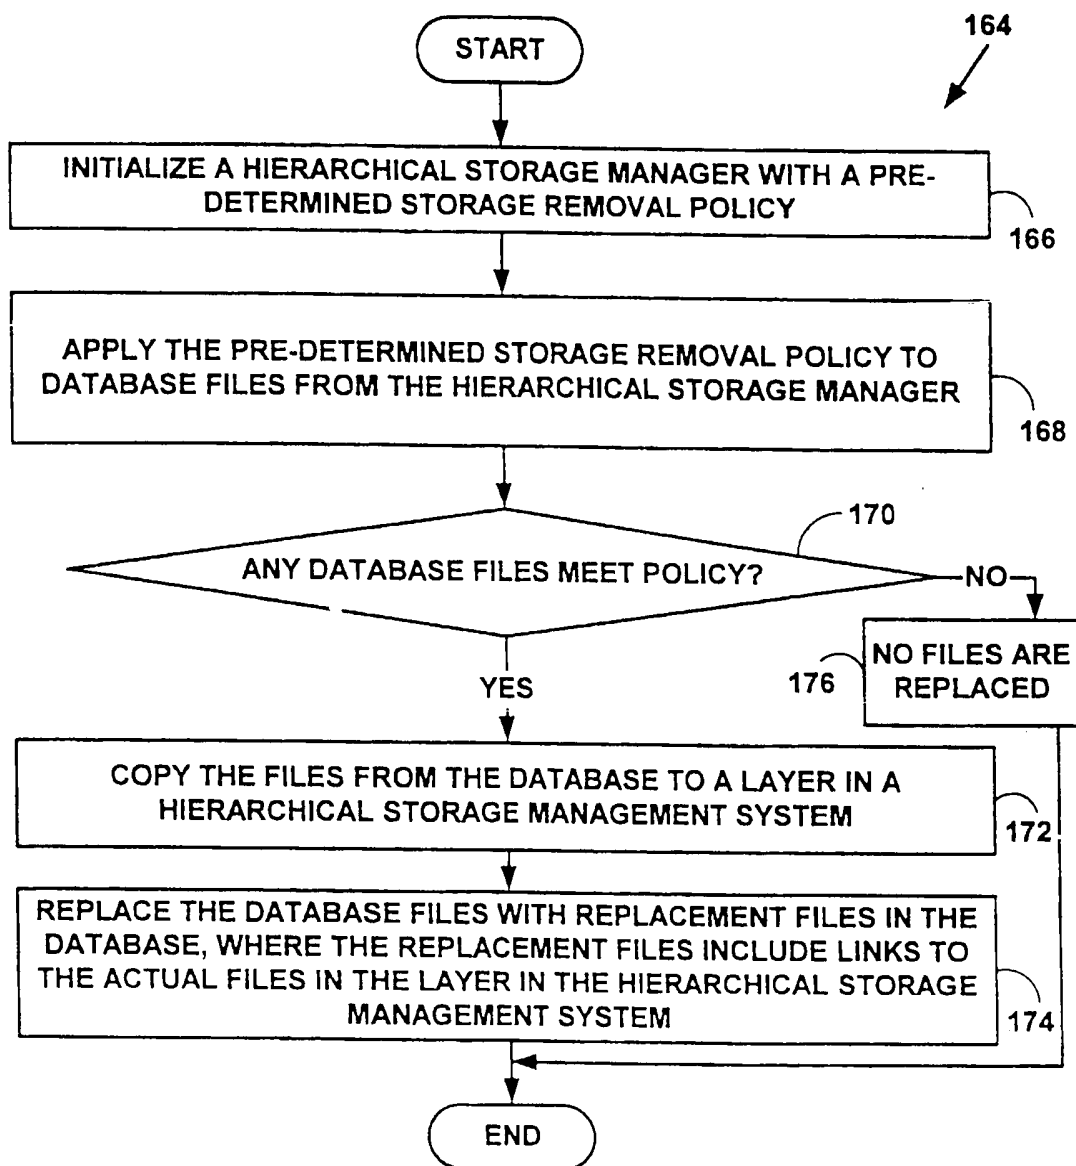 START
164
INITIALIZE A HIERARCHICAL STORAGE MANAGER WITH A PRE-
DETERMINED STORAGE REMOVAL POLICY
166
APPLY THE PRE-DETERMINED STORAGE REMOVAL POLICY TO
DATABASE FILES FROM THE HIERARCHICAL STORAGE MANAGER
168
170
ANY DATABASE FILES MEET POLICY?
NO
NO FILES ARE
REPLACED
176
YES
COPY THE FILES FROM THE DATABASE TO A LAYER IN A
HIERARCHICAL STORAGE MANAGEMENT SYSTEM
172
REPLACE THE DATABASE FILES WITH REPLACEMENT FILES IN THE
DATABASE, WHERE THE REPLACEMENT FILES INCLUDE LINKS TO
THE ACTUAL FILES IN THE LAYER IN THE HIERARCHICAL STORAGE
MANAGEMENT SYSTEM
174
END